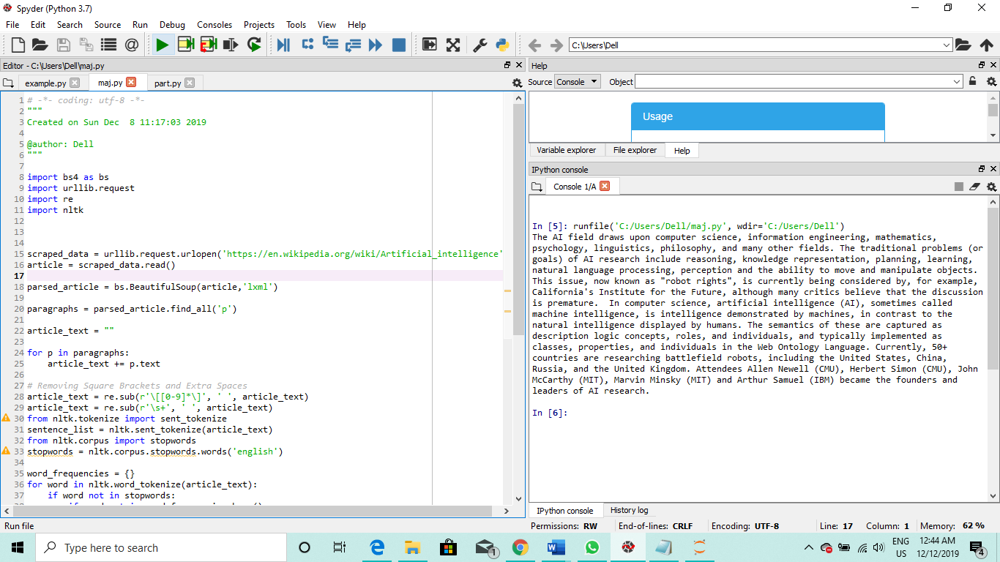 Spyder (Python 3.7)
File Edit Search Source Run Debug Consoles Projects Tools View Help
C:\Users\Dell
Editor - C:\Users\Dell\maj.py
example.py maj.py part.py
1 # -*- coding: utf-8 -*-
2 """
3 Created on Sun Dec  8 11:17:03 2019
4
5 @author: Dell
6 """
7
8 import bs4 as bs
9 import urllib.request
10 import re
11 import nltk
12
13
14
15 scraped_data = urllib.request.urlopen('https://en.wikipedia.org/wiki/Artificial_intelligence'
16 article = scraped_data.read()
17
18 parsed_article = bs.BeautifulSoup(article,'lxml')
19
20 paragraphs = parsed_article.find_all('p')
21
22 article_text = ""
23
24 for p in paragraphs:
25     article_text += p.text
26
27 # Removing Square Brackets and Extra Spaces
28 article_text = re.sub(r'\[[0-9]*\]', ' ', article_text)
29 article_text = re.sub(r'\s+', ' ', article_text)
30 from nltk.tokenize import sent_tokenize
31 sentence_list = nltk.sent_tokenize(article_text)
32 from nltk.corpus import stopwords
33 stopwords = nltk.corpus.stopwords.words('english')
34
35 word_frequencies = {}
36 for word in nltk.word_tokenize(article_text):
37     if word not in stopwords:
Help
Source Console Object
Usage
Variable explorer File explorer Help
IPython console
Console 1/A
In [5]: runfile('C:/Users/Dell/maj.py', wdir='C:/Users/Dell')
The AI field draws upon computer science, information engineering, mathematics,
psychology, linguistics, philosophy, and many other fields. The traditional problems (or
goals) of AI research include reasoning, knowledge representation, planning, learning,
natural language processing, perception and the ability to move and manipulate objects.
This issue, now known as "robot rights", is currently being considered by, for example,
California's Institute for the Future, although many critics believe that the discussion
is premature.  In computer science, artificial intelligence (AI), sometimes called
machine intelligence, is intelligence demonstrated by machines, in contrast to the
natural intelligence displayed by humans. The semantics of these are captured as
description logic concepts, roles, and individuals, and typically implemented as
classes, properties, and individuals in the Web Ontology Language. Currently, 50+
countries are researching battlefield robots, including the United States, China,
Russia, and the United Kingdom. Attendees Allen Newell (CMU), Herbert Simon (CMU), John
McCarthy (MIT), Marvin Minsky (MIT) and Arthur Samuel (IBM) became the founders and
leaders of AI research.
In [6]:
IPython console History log
Run file
Permissions: RW End-of-lines: CRLF Encoding: UTF-8 Line: 17 Column: 1 Memory: 62 %
Type here to search
1
ENG
US
12:44 AM
12/12/2019
4